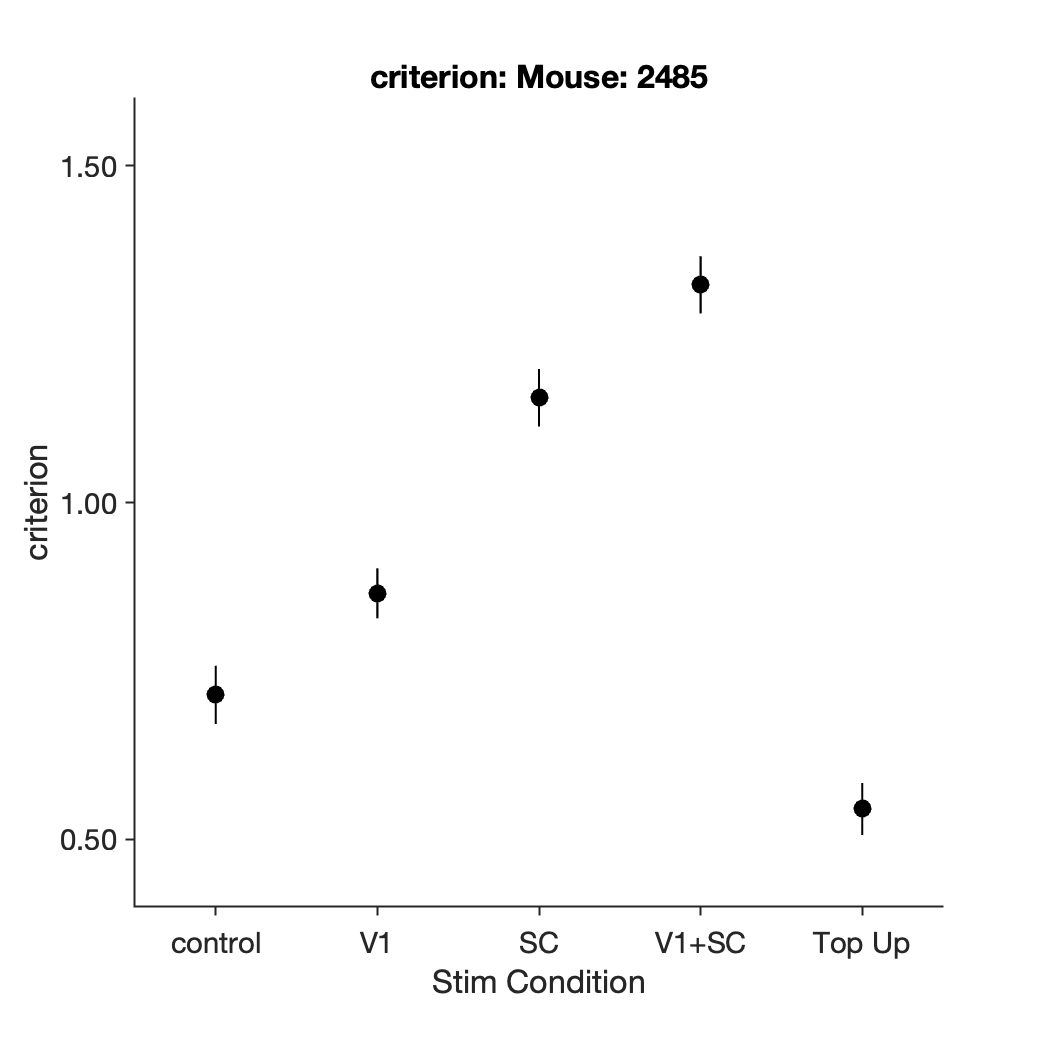 criterion: Mouse: 2485
1.50
1.00
0.50
criterion
control
V1
SC
V1+SC
Top Up
Stim Condition